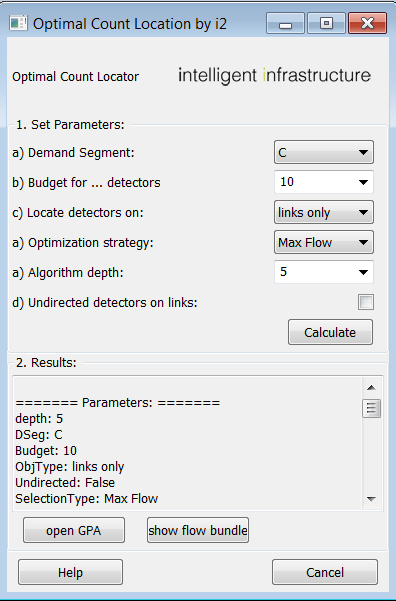 Optimal Count Location by i2
Optimal Count Locator
intelligent infrastructure
1. Set Parameters:
a) Demand Segment: C
b) Budget for ... detectors 10
c) Locate detectors on: links only
a) Optimization strategy: Max Flow
a) Algorithm depth: 5
d) Undirected detectors on links:
Calculate
2. Results:
======= Parameters: =======
depth: 5
DSeg: C
Budget: 10
ObjType: links only
Undirected: False
SelectionType: Max Flow
open GPA show flow bundle
Help Cancel